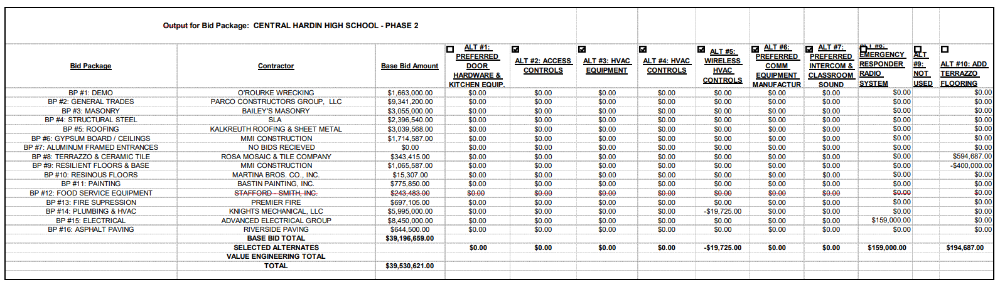 Output for Bid Package: CENTRAL HARDIN HIGH SCHOOL - PHASE 2
Bid Package Contractor Base Bid Amount ALT #1: PREFERRED DOOR HARDWARE & KITCHEN EQUIP. ALT #2: ACCESS CONTROLS ALT #3: HVAC EQUIPMENT ALT #4: HVAC CONTROLS ALT #5: WIRELESS HVAC CONTROLS ALT #6: PREFERRED COMM EQUIPMENT MANUFACTUR ALT #7: PREFERRED INTERCOM & CLASSROOM SOUND ALT #8: EMERGENCY RESPONDER RADIO SYSTEM ALT #9: NOT USED ALT #10: ADD TERRAZZO FLOORING
BP #1: DEMO O'ROURKE WRECKING $1,663,000.00 $0.00 $0.00 $0.00 $0.00 $0.00 $0.00 $0.00 $0.00 $0.00
BP #2: GENERAL TRADES PARCO CONSTRUCTORS GROUP, LLC $9,341,200.00 $0.00 $0.00 $0.00 $0.00 $0.00 $0.00 $0.00 $0.00 $0.00
BP #3: MASONRY BAILEY'S MASONRY $3,055,000.00 $0.00 $0.00 $0.00 $0.00 $0.00 $0.00 $0.00 $0.00 $0.00
BP #4: STRUCTURAL STEEL SLA $2,396,540.00 $0.00 $0.00 $0.00 $0.00 $0.00 $0.00 $0.00 $0.00 $0.00
BP #5: ROOFING KALKREUTH ROOFING & SHEET METAL $3,039,568.00 $0.00 $0.00 $0.00 $0.00 $0.00 $0.00 $0.00 $0.00 $0.00
BP #6: GYPSUM BOARD / CEILINGS MMI CONSTRUCTION $1,714,587.00 $0.00 $0.00 $0.00 $0.00 $0.00 $0.00 $0.00 $0.00 $0.00
BP #7: ALUMINUM FRAMED ENTRANCES NO BIDS RECIEVED $0.00 $0.00 $0.00 $0.00 $0.00 $0.00 $0.00 $0.00 $0.00 $0.00
BP #8: TERRAZZO & CERAMIC TILE ROSA MOSAIC & TILE COMPANY $343,415.00 $0.00 $0.00 $0.00 $0.00 $0.00 $0.00 $0.00 $0.00 $594,687.00
BP #9: RESILIENT FLOORS & BASE MMI CONSTRUCTION $1,065,587.00 $0.00 $0.00 $0.00 $0.00 $0.00 $0.00 $0.00 $0.00 -$400,000.00
BP #10: RESINOUS FLOORS MARTINA BROS. CO., INC. $15,307.00 $0.00 $0.00 $0.00 $0.00 $0.00 $0.00 $0.00 $0.00 $0.00
BP #11: PAINTING BASTIN PAINTING, INC. $775,850.00 $0.00 $0.00 $0.00 $0.00 $0.00 $0.00 $0.00 $0.00 $0.00
BP #12: FOOD SERVICE EQUIPMENT STAFFORD - SMITH, INC. $243,483.00 $0.00 $0.00 $0.00 $0.00 $0.00 $0.00 $0.00 $0.00 $0.00
BP #13: FIRE SUPRESSION PREMIER FIRE $697,105.00 $0.00 $0.00 $0.00 $0.00 $0.00 $0.00 $0.00 $0.00 $0.00
BP #14: PLUMBING & HVAC KNIGHTS MECHANICAL, LLC $5,995,000.00 $0.00 $0.00 $0.00 $0.00 -$19,725.00 $0.00 $0.00 $0.00 $0.00
BP #15: ELECTRICAL ADVANCED ELECTRICAL GROUP $8,450,000.00 $0.00 $0.00 $0.00 $0.00 $0.00 $0.00 $0.00 $159,000.00 $0.00
BP #16: ASPHALT PAVING RIVERSIDE PAVING $644,500.00 $0.00 $0.00 $0.00 $0.00 $0.00 $0.00 $0.00 $0.00 $0.00
BASE BID TOTAL $39,196,659.00
SELECTED ALTERNATES $0.00 $0.00 $0.00 $0.00 -$19,725.00 $0.00 $0.00 $159,000.00 $194,687.00
VALUE ENGINEERING TOTAL
TOTAL $39,530,621.00